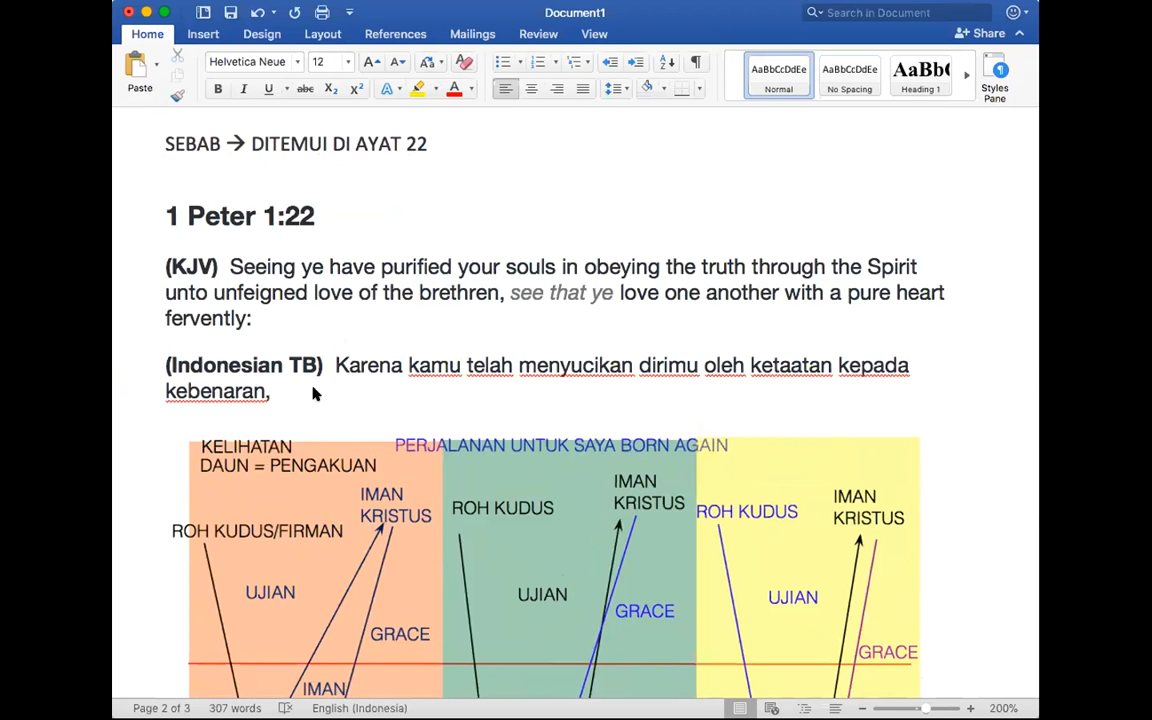 Document1
Search in Document
Home Insert Design Layout References Mailings Review View
Share
Helvetica Neue 12
Paste
AaBbCcDdEe AaBbCcDdEe AaBbC
Normal No Spacing Heading 1
Styles Pane
SEBAB → DITEMUI DI AYAT 22
1 Peter 1:22
(KJV) Seeing ye have purified your souls in obeying the truth through the Spirit
unto unfeigned love of the brethren, see that ye love one another with a pure heart
fervently:
(Indonesian TB) Karena kamu telah menyucikan dirimu oleh ketaatan kepada
kebenaran,
KELIHATAN
PERJALANAN UNTUK SAYA BORN AGAIN
DAUN = PENGAKUAN
IMAN
KRISTUS
ROH KUDUS/FIRMAN
UJIAN
GRACE
IMAN
ROH KUDUS
IMAN
KRISTUS
UJIAN
GRACE
ROH KUDUS
IMAN
KRISTUS
UJIAN
GRACE
Page 2 of 3 307 words English (Indonesia) 200%